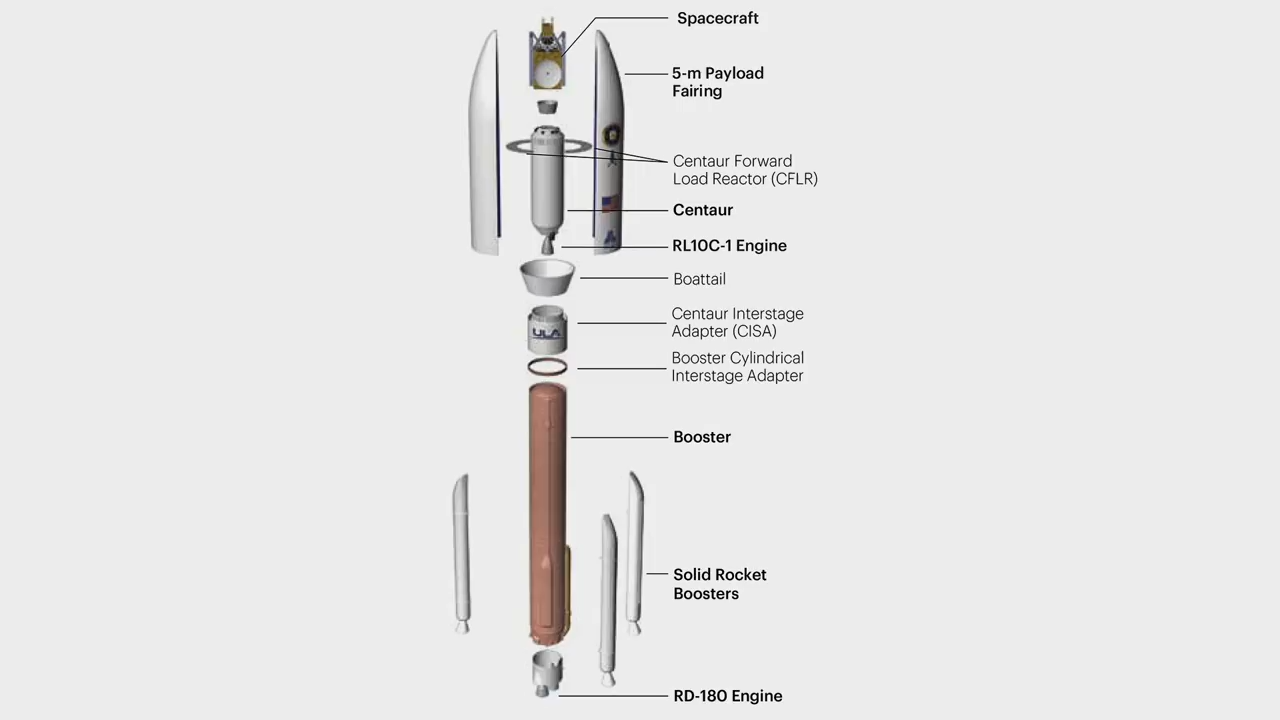 Spacecraft
5-m Payload
Fairing
Centaur Forward
Load Reactor (CFLR)
Centaur
RL10C-1 Engine
Boattail
Centaur Interstage
Adapter (CISA)
ULA
Booster Cylindrical
Interstage Adapter
Booster
Solid Rocket
Boosters
RD-180 Engine